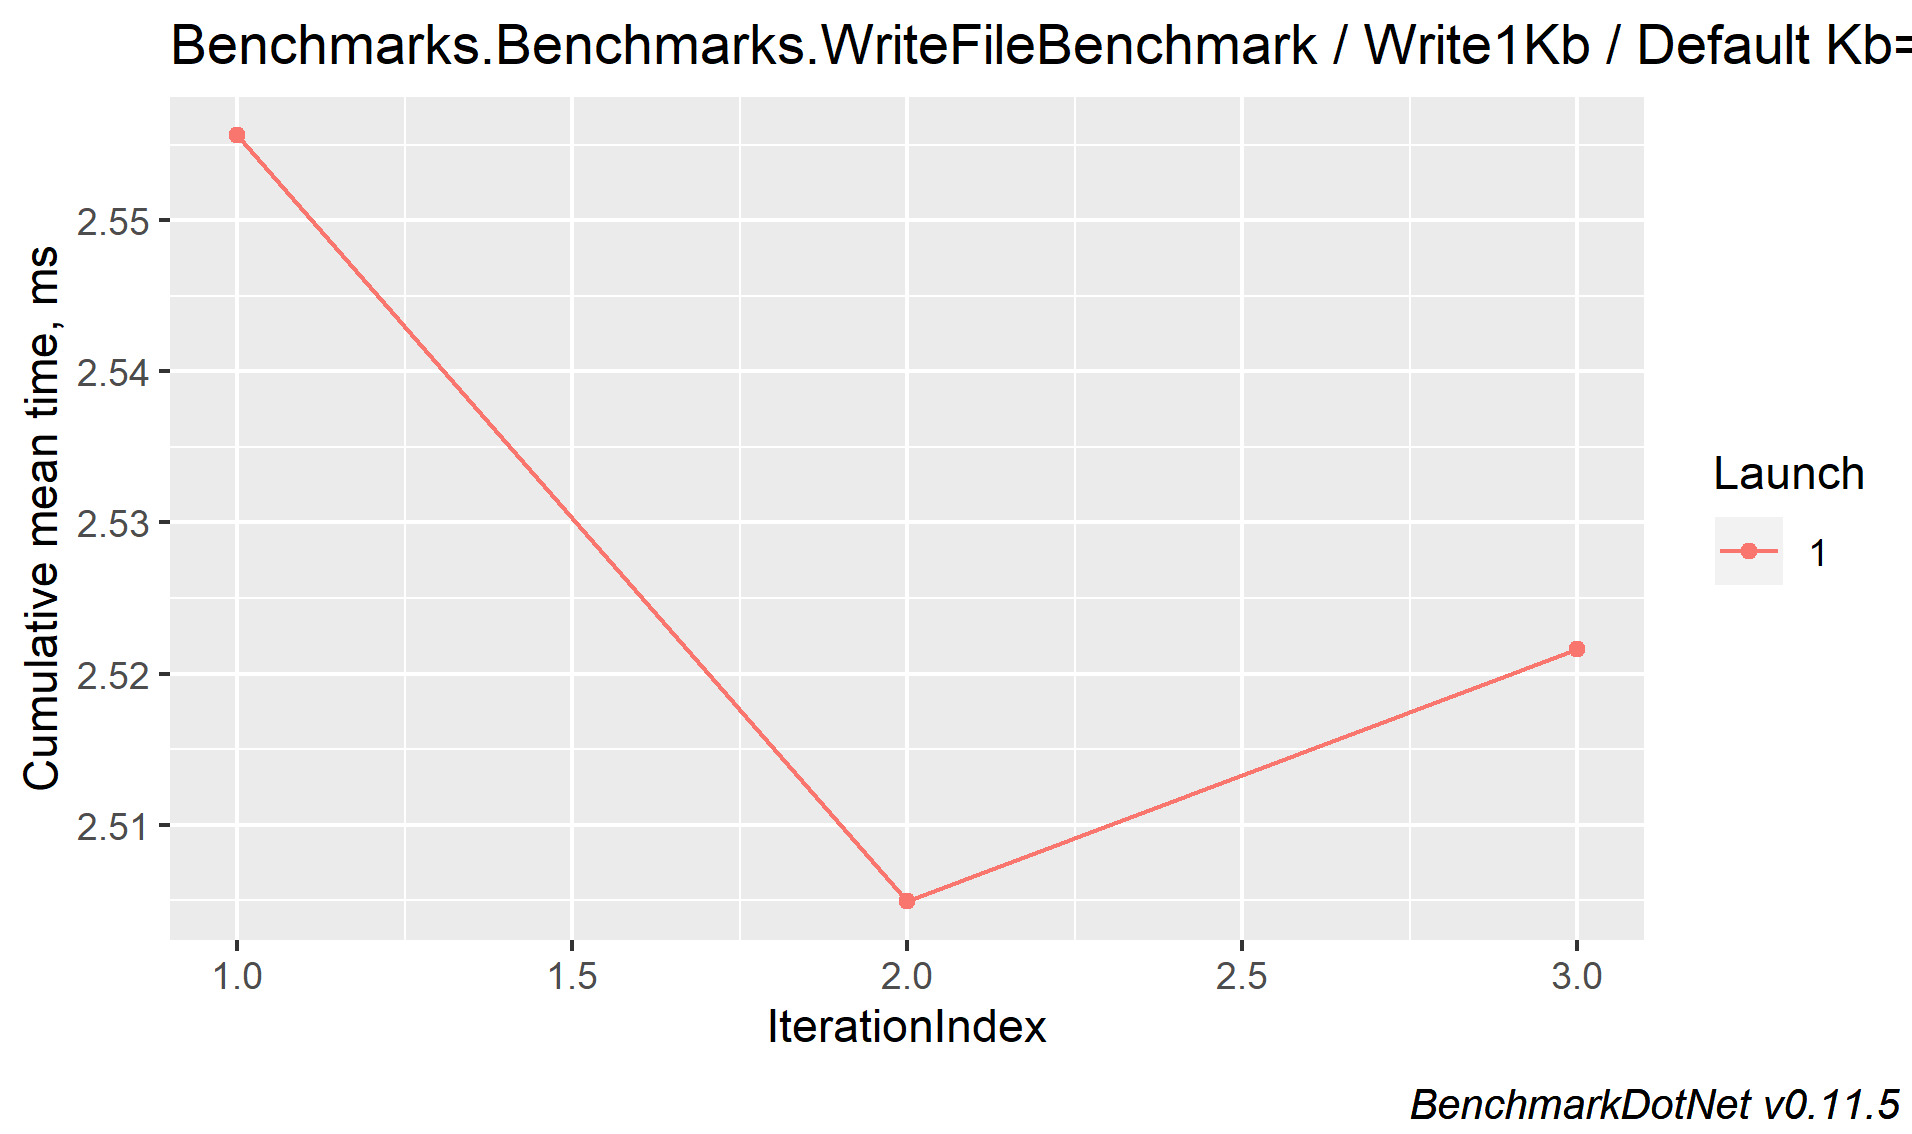 Benchmarks.Benchmarks.WriteFileBenchmark / Write1Kb / Default Kb=
Cumulative mean time, ms
2.55
2.54
2.53
2.52
2.51
1.0 1.5 2.0 2.5 3.0
IterationIndex
Launch
1
BenchmarkDotNet v0.11.5